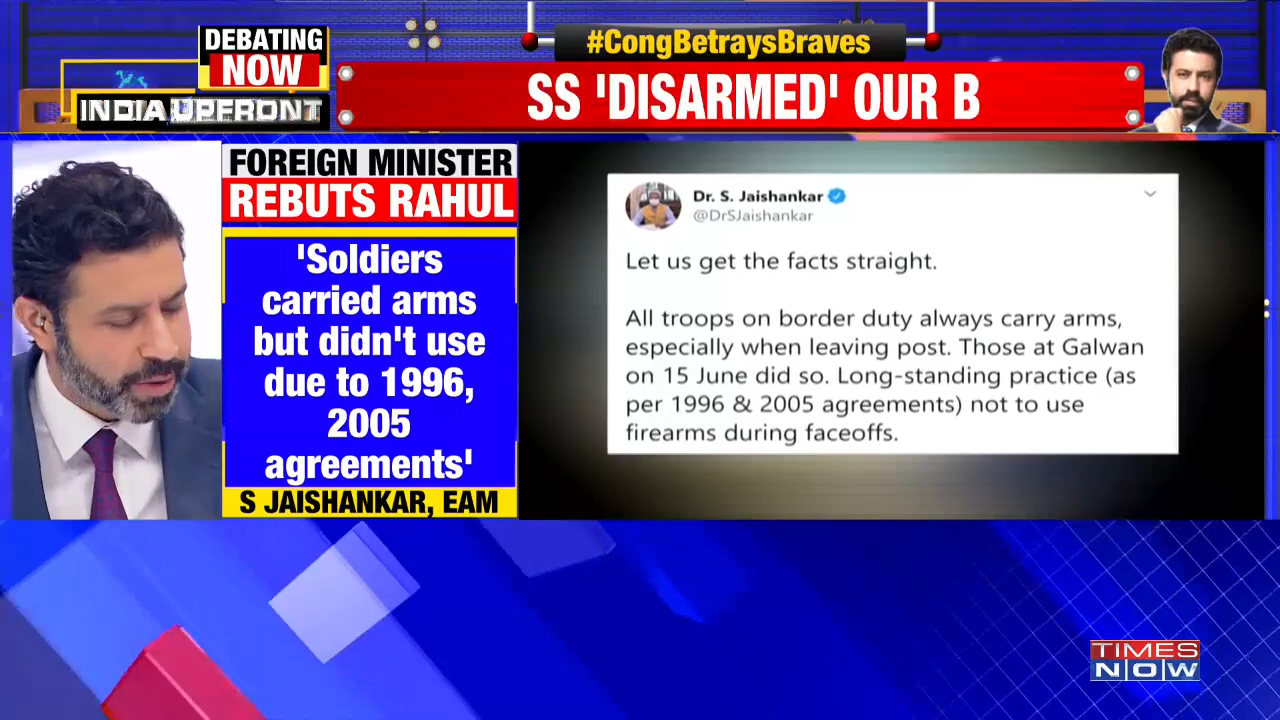 DEBATING
NOW
INDIA UPFRONT
#CongBetraysBraves
SS 'DISARMED' OUR B
FOREIGN MINISTER
REBUTS RAHUL
'Soldiers
carried arms
but didn't use
due to 1996,
2005
agreements'
S JAISHANKAR, EAM
Dr. S. Jaishankar
@DrSJaishankar
Let us get the facts straight.
All troops on border duty always carry arms,
especially when leaving post. Those at Galwan
on 15 June did so. Long-standing practice (as
per 1996 & 2005 agreements) not to use
firearms during faceoffs.
TIMES
NOW